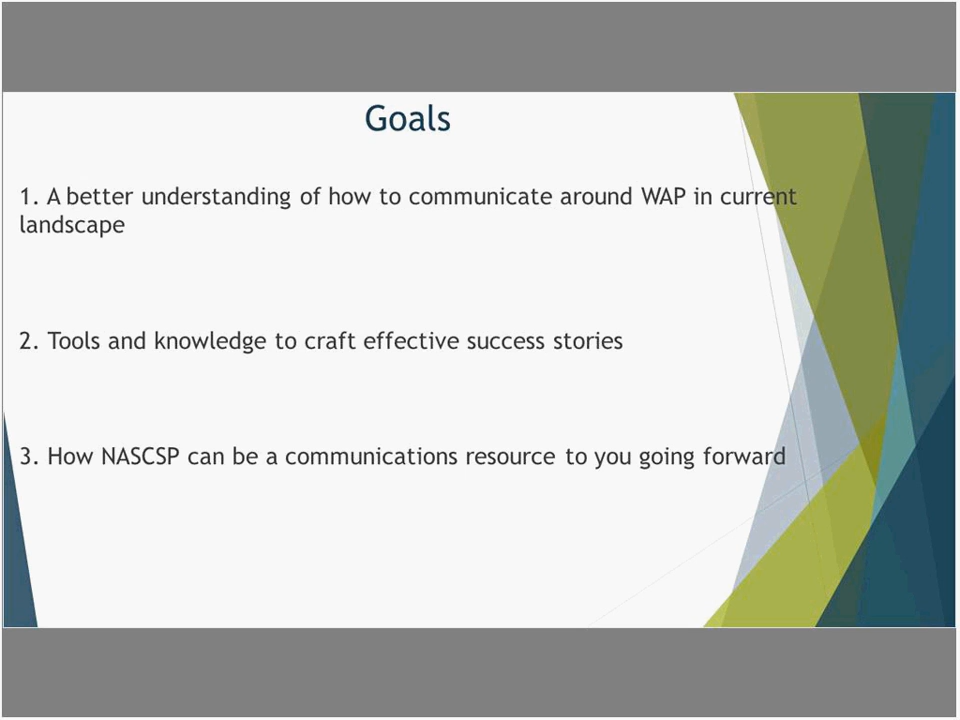 Goals
1. A better understanding of how to communicate around WAP in current
landscape
2. Tools and knowledge to craft effective success stories
3. How NASCSP can be a communications resource to you going forward